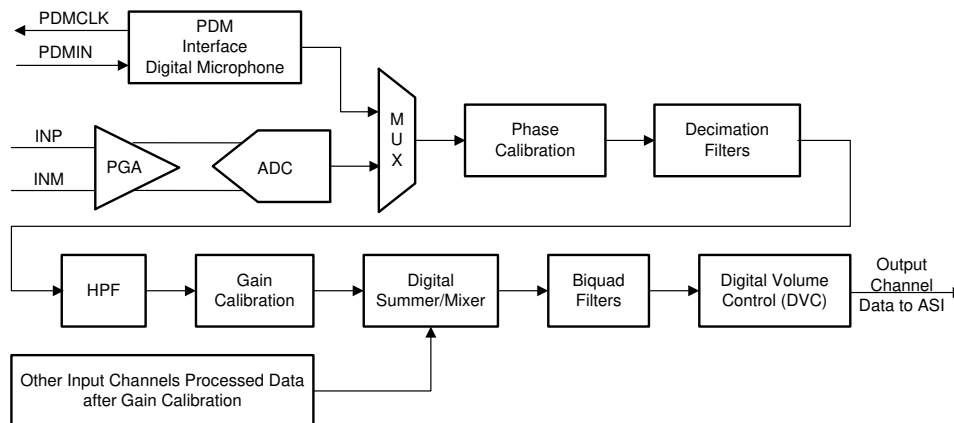 PDMCLK
PDMIN
PDM
Interface
Digital Microphone
INP
INM
PGA
ADC
M
U
X
Phase
Calibration
Decimation
Filters
HPF
Gain
Calibration
Digital
Summer/Mixer
Biquad
Filters
Digital Volume
Control (DVC)
Output
Channel
Data to ASI
Other Input Channels Processed Data
after Gain Calibration